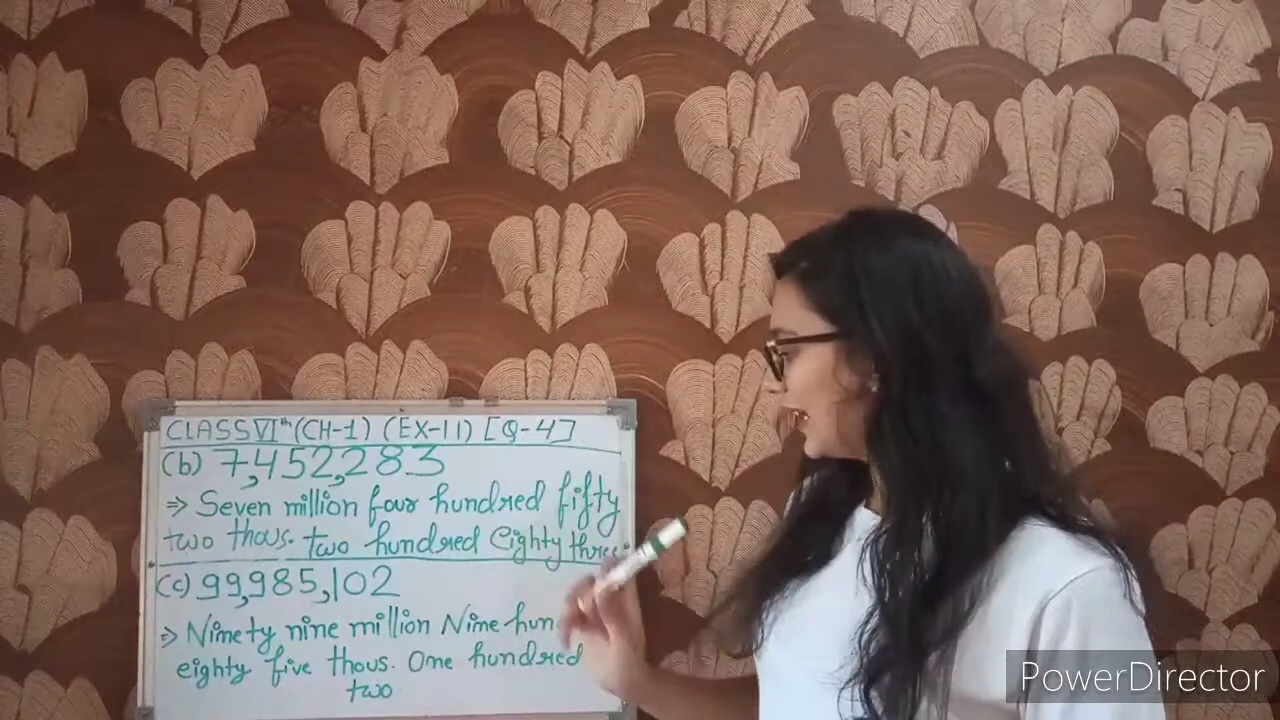 CLASS VIth (CH-1) (EX-11) [Q-4]
(b) 7,452,283
⇒ Seven million four hundred fifty
two thous. two hundred Eighty three
(c) 99,985,102
⇒ Ninety nine million Nine hun
eighty five thous. One hundred
two
PowerDirector